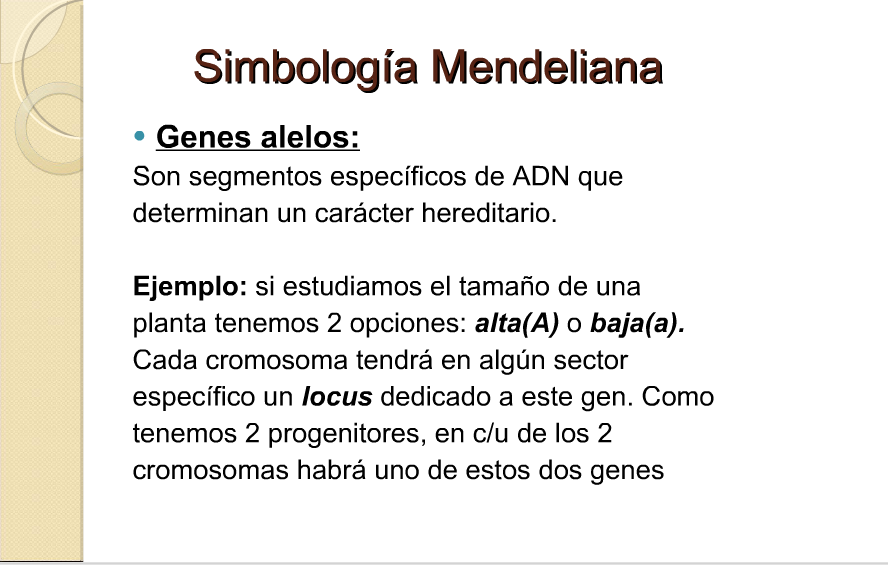 Simbología Mendeliana
• Genes alelos:
Son segmentos específicos de ADN que
determinan un carácter hereditario.
Ejemplo: si estudiamos el tamaño de una
planta tenemos 2 opciones: alta(A) o baja(a).
Cada cromosoma tendrá en algún sector
específico un locus dedicado a este gen. Como
tenemos 2 progenitores, en c/u de los 2
cromosomas habrá uno de estos dos genes